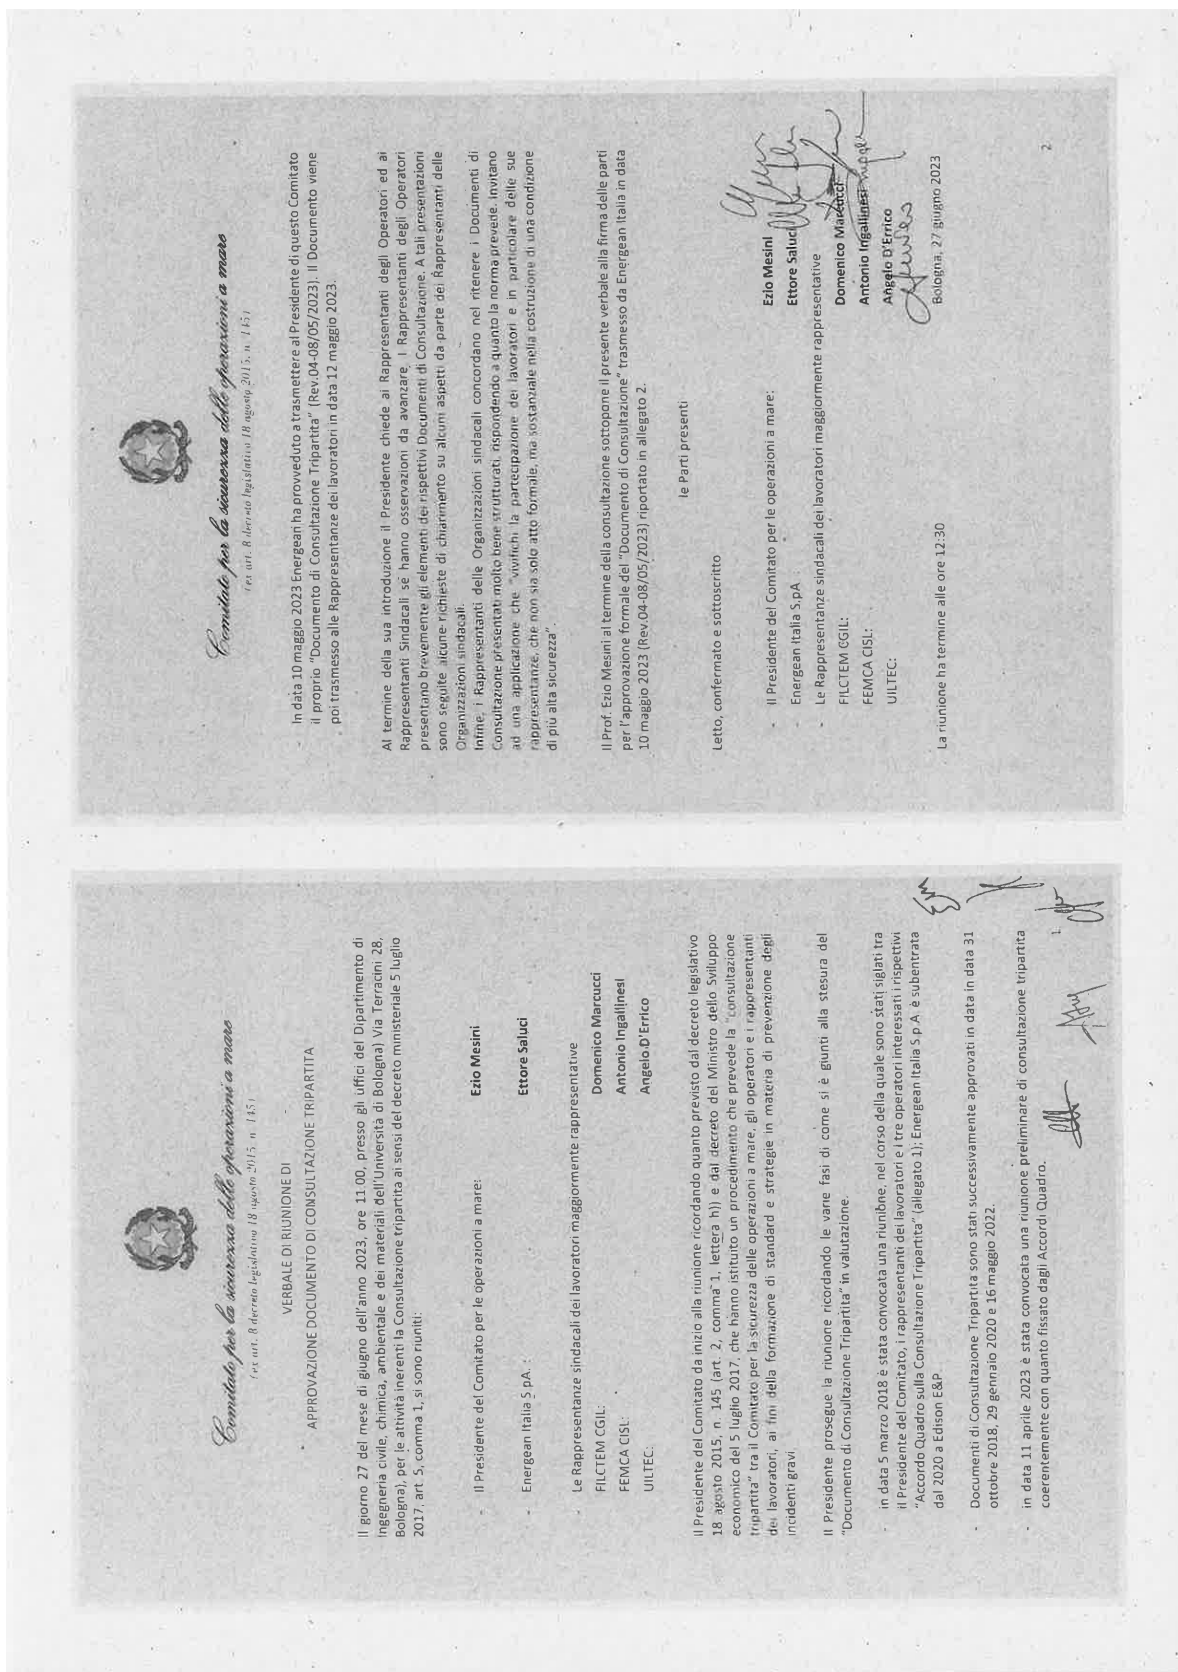 Comitato per la sicurezza delle operazioni a mare
(ex art. 8 decreto legislativo 18 agosto 2015, n. 145)
VERBALE DI RIUNIONE DI
APPROVAZIONE DOCUMENTO DI CONSULTAZIONE TRIPARTITA
Il giorno 27 del mese di giugno dell'anno 2023, ore 11.00, presso gli uffici del Dipartimento di
Ingegneria civile, chimica, ambientale e dei materiali dell'Università di Bologna) Via Terracini 28,
Bologna), per le attività inerenti la Consultazione tripartita ai sensi del decreto ministeriale 5 luglio
2017, art. 5, comma 1, si sono riuniti:
- Il Presidente del Comitato per le operazioni a mare: Ezio Mesini
- Energean Italia S.pA. : Ettore Saluci
- Le Rappresentanze sindacali dei lavoratori maggiormente rappresentative
FILCTEM CGIL: Domenico Marcucci
FEMCA CISL: Antonio Ingallinesi
UILTEC: Angelo D'Errico
Il Presidente del Comitato da inizio alla riunione ricordando quanto previsto dal decreto legislativo
18 agosto 2015, n. 145 (art. 2, comma 1, lettera h)) e dal decreto del Ministro dello Sviluppo
economico del 5 luglio 2017, che hanno istituito un procedimento che prevede la "consultazione
tripartita" tra il Comitato per la sicurezza delle operazioni a mare, gli operatori e i rappresentanti
dei lavoratori, ai fini della formazione di standard e strategie in materia di prevenzione degli
incidenti gravi
Il Presidente prosegue la riunione ricordando le varie fasi di come si è giunti alla stesura del
"Documento di Consultazione Tripartita" in valutazione.
- in data 5 marzo 2018 è stata convocata una riunibne, nel corso della quale sono stati siglati tra
il Presidente del Comitato, i rappresentanti dei lavoratori e i tre operatori interessati i rispettivi
"Accordo Quadro sulla Consultazione Tripartita" (allegato 1); Energean Italia S.p.A. è subentrata
dal 2020 a Edison E&P
- Documenti di Consultazione Tripartita sono stati successivamente approvati in data in data 31
ottobre 2018, 29 gennaio 2020 e 16 maggio 2022.
- in data 11 aprile 2023 è stata convocata una riunione preliminare di consultazione tripartita
coerentemente con quanto fissato dagli Accordi Quadro.
1.
Comitato per la sicurezza delle operazioni a mare
(ex art. 8 decreto legislativo 18 agosto 2015, n. 145)
- In data 10 maggio 2023 Energean ha provveduto a trasmettere al Presidente di questo Comitato
il proprio "Documento di Consultazione Tripartita" (Rev.04-08/05/2023). Il Documento viene
poi trasmesso alle Rappresentanze dei lavoratori in data 12 maggio 2023.
Al termine della sua introduzione il Presidente chiede ai Rappresentanti degli Operatori ed ai
Rappresentanti Sindacali se hanno osservazioni da avanzare. I Rappresentanti degli Operatori
presentano brevemente gli elementi dei rispettivi Documenti di Consultazione. A tali presentazioni
sono seguite alcune richieste di chiarimento su alcuni aspetti da parte dei Rappresentanti delle
Organizzazioni sindacali.
Infine, i Rappresentanti delle Organizzazioni sindacali concordano nel ritenere i Documenti di
Consultazione presentati molto bene strutturati, rispondendo a quanto la norma prevede. Invitano
ad una applicazione che "vivifichi la partecipazione dei lavoratori e in particolare delle sue
rappresentanze, che non sia solo atto formale, ma sostanziale nella costruzione di una condizione
di più alta sicurezza".
Il Prof. Ezio Mesini al termine della consultazione sottopone il presente verbale alla firma delle parti
per l'approvazione formale del "Documento di Consultazione" trasmesso da Energean Italia in data
10 maggio 2023 (Rev.04-08/05/2023) riportato in allegato 2.
le Parti presenti
Letto, confermato e sottoscritto
- Il Presidente del Comitato per le operazioni a mare: Ezio Mesini
- Energean Italia S.pA : Ettore Saluci
- Le Rappresentanze sindacali dei lavoratori maggiormente rappresentative
FILCTEM CGIL: Domenico Marcucci
FEMCA CISL: Antonio Ingallinesi
UILTEC: Angelo D'Errico
Bologna, 27 giugno 2023
La riunione ha termine alle ore 12:30
2.